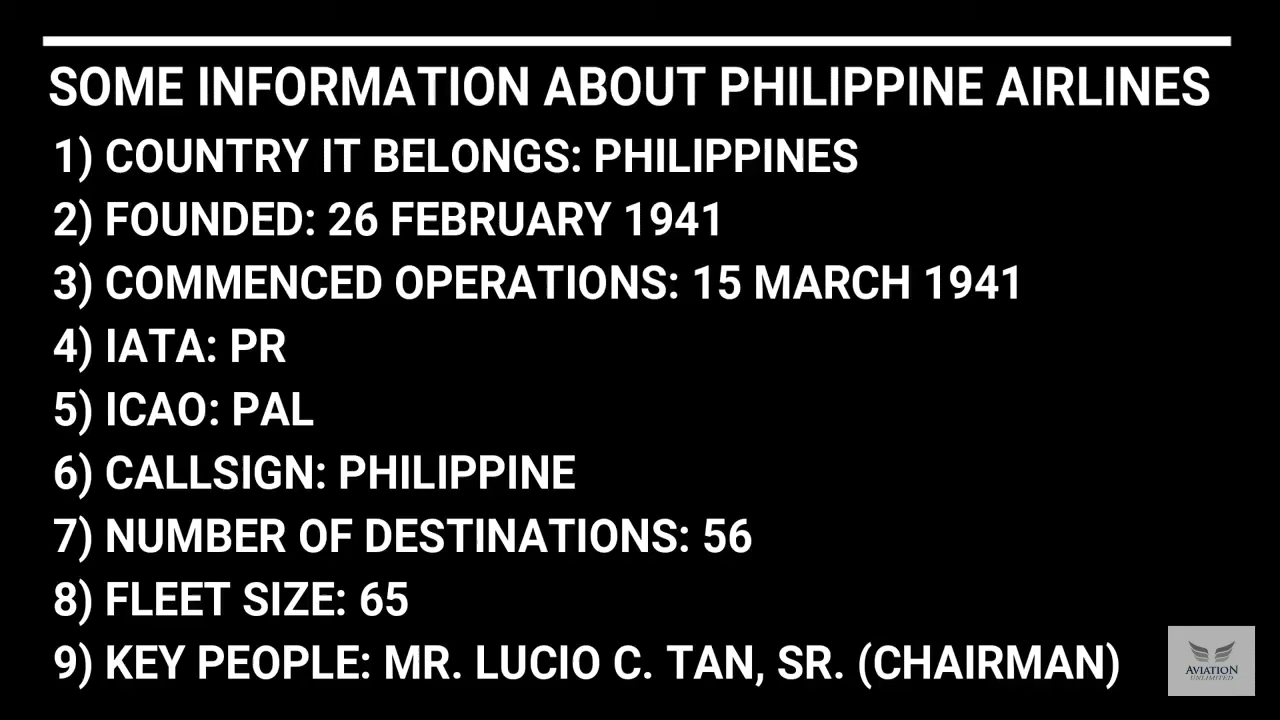 SOME INFORMATION ABOUT PHILIPPINE AIRLINES
1) COUNTRY IT BELONGS: PHILIPPINES
2) FOUNDED: 26 FEBRUARY 1941
3) COMMENCED OPERATIONS: 15 MARCH 1941
4) IATA: PR
5) ICAO: PAL
6) CALLSIGN: PHILIPPINE
7) NUMBER OF DESTINATIONS: 56
8) FLEET SIZE: 65
9) KEY PEOPLE: MR. LUCIO C. TAN, SR. (CHAIRMAN)
AVIATION
UNLIMITED